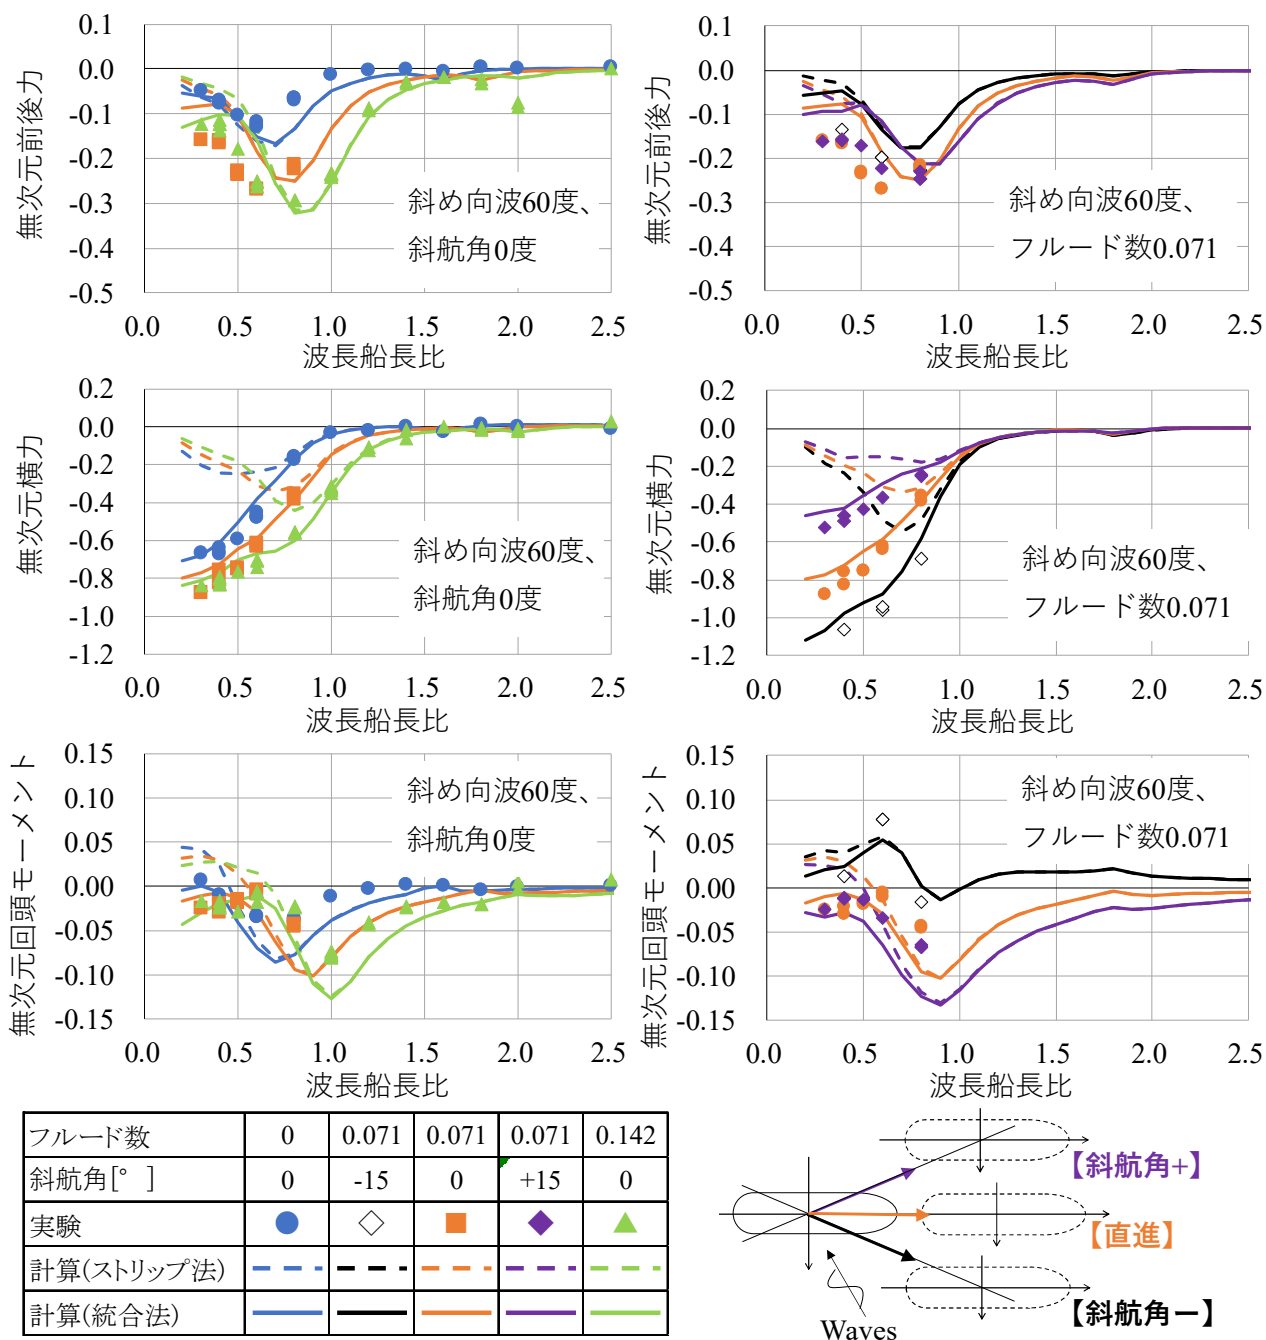 0.1
0.0
-0.1
-0.2
-0.3
-0.4
-0.5
無次元前後力
斜め向波60度、
斜航角0度
0.0 0.5 1.0 1.5 2.0 2.5
波長船長比
0.1
0.0
-0.1
-0.2
-0.3
-0.4
-0.5
無次元前後力
斜め向波60度、
フルード数0.071
0.0 0.5 1.0 1.5 2.0 2.5
波長船長比
0.2
0.0
-0.2
-0.4
-0.6
-0.8
-1.0
-1.2
無次元横力
斜め向波60度、
斜航角0度
0.0 0.5 1.0 1.5 2.0 2.5
波長船長比
0.2
0.0
-0.2
-0.4
-0.6
-0.8
-1.0
-1.2
無次元横力
斜め向波60度、
フルード数0.071
0.0 0.5 1.0 1.5 2.0 2.5
波長船長比
0.15
0.10
0.05
0.00
-0.05
-0.10
-0.15
無次元回頭モーメント
斜め向波60度、
斜航角0度
0.0 0.5 1.0 1.5 2.0 2.5
波長船長比
0.15
0.10
0.05
0.00
-0.05
-0.10
-0.15
無次元回頭モーメント
斜め向波60度、
フルード数0.071
0.0 0.5 1.0 1.5 2.0 2.5
波長船長比
フルード数 0 0.071 0.071 0.071 0.142
斜航角[° ] 0 -15 0 +15 0
実験
計算(ストリップ法)
計算(統合法)
【斜航角+】
【直進】
【斜航角ー】
Waves